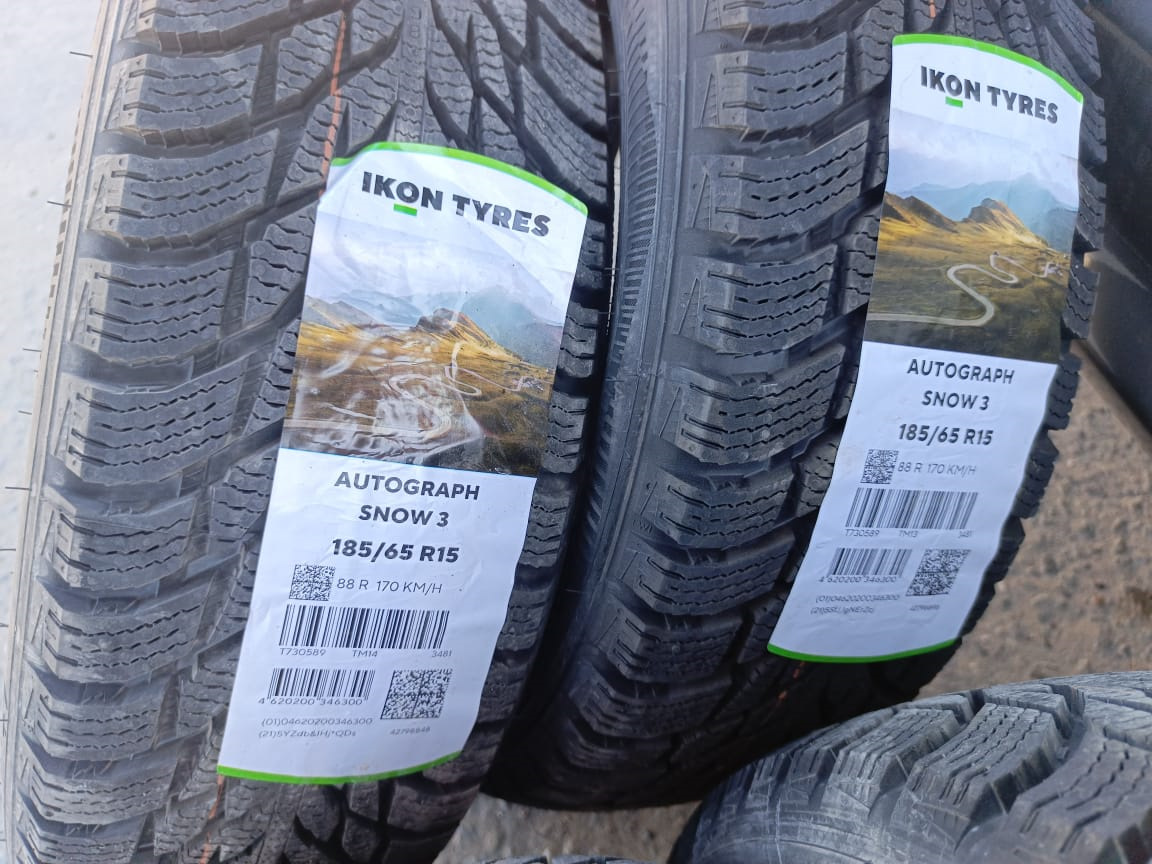 IKON TYRES
AUTOGRAPH
SNOW 3
185/65 R15
88 R 170 KM/H
T730589 TM14 3481
4 620200 346300
(01)04620200346300
42798848
IKON TYRES
AUTOGRAPH
SNOW 3
185/65 R15
88 R 170 KM/H
T730589 TM13 3481
4 620200 346300
(01)04620200346300